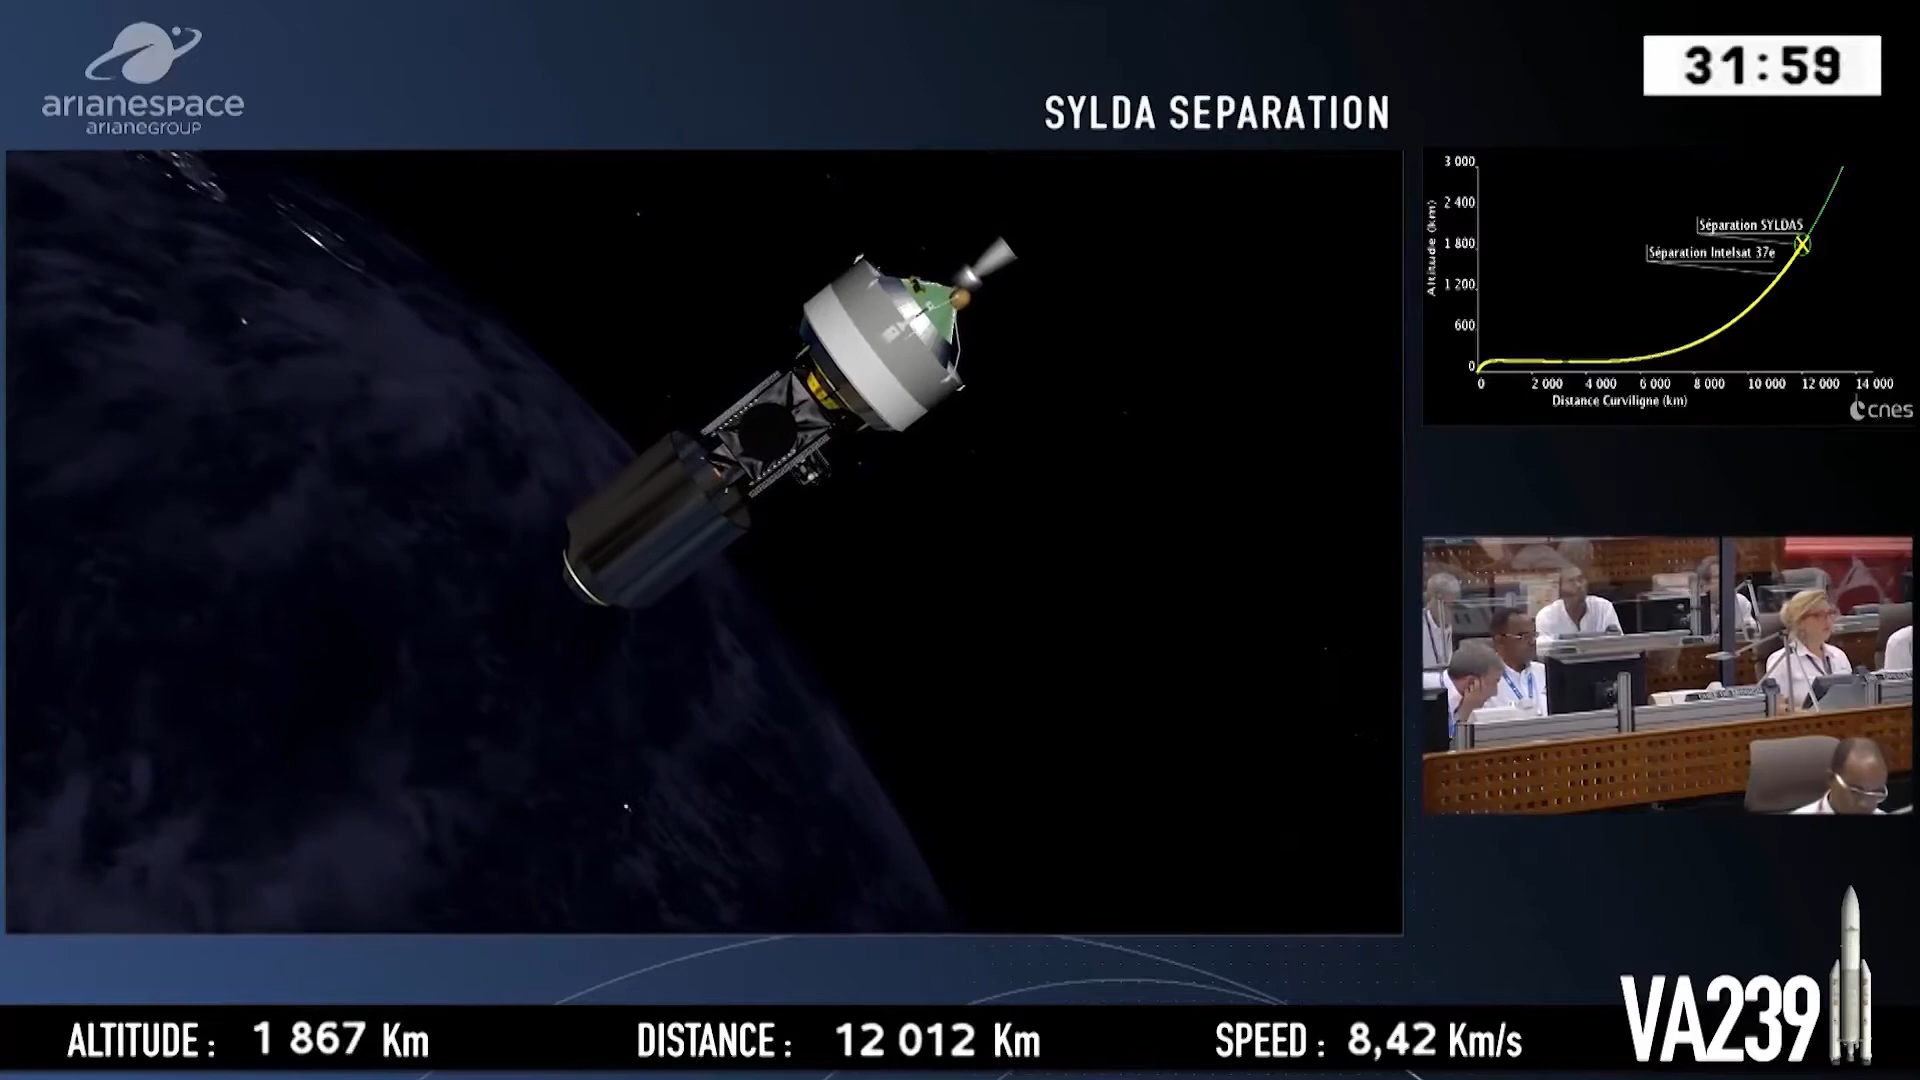 arianespace
arianeGROUP
SYLDA SEPARATION
31:59
3 000
2 400
1 800
1 200
600
0
Altitude (km)
Séparation SYLDA5
Séparation Intelsat 37e
0 2 000 4 000 6 000 8 000 10 000 12 000 14 000
Distance Curviligne (km)
cnes
ALTITUDE : 1 867 Km
DISTANCE : 12 012 Km
SPEED : 8,42 Km/s
VA239